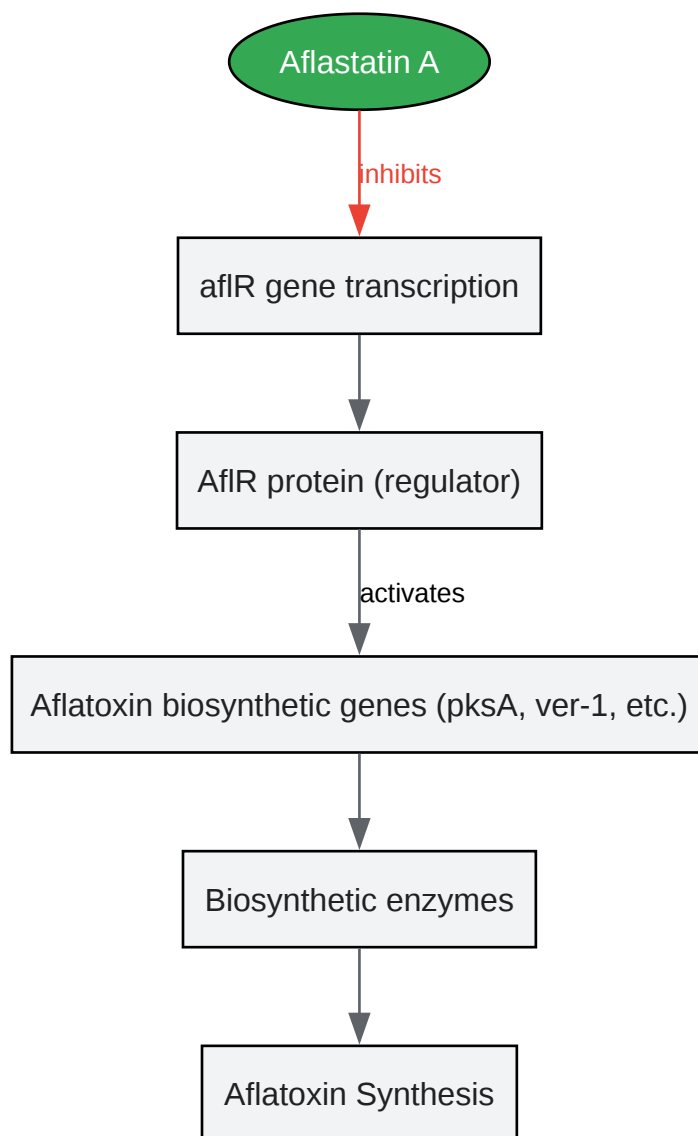 Aflastatin A
inhibits
aflR gene transcription
AflR protein (regulator)
activates
Aflatoxin biosynthetic genes (pksA, ver-1, etc.)
Biosynthetic enzymes
Aflatoxin Synthesis